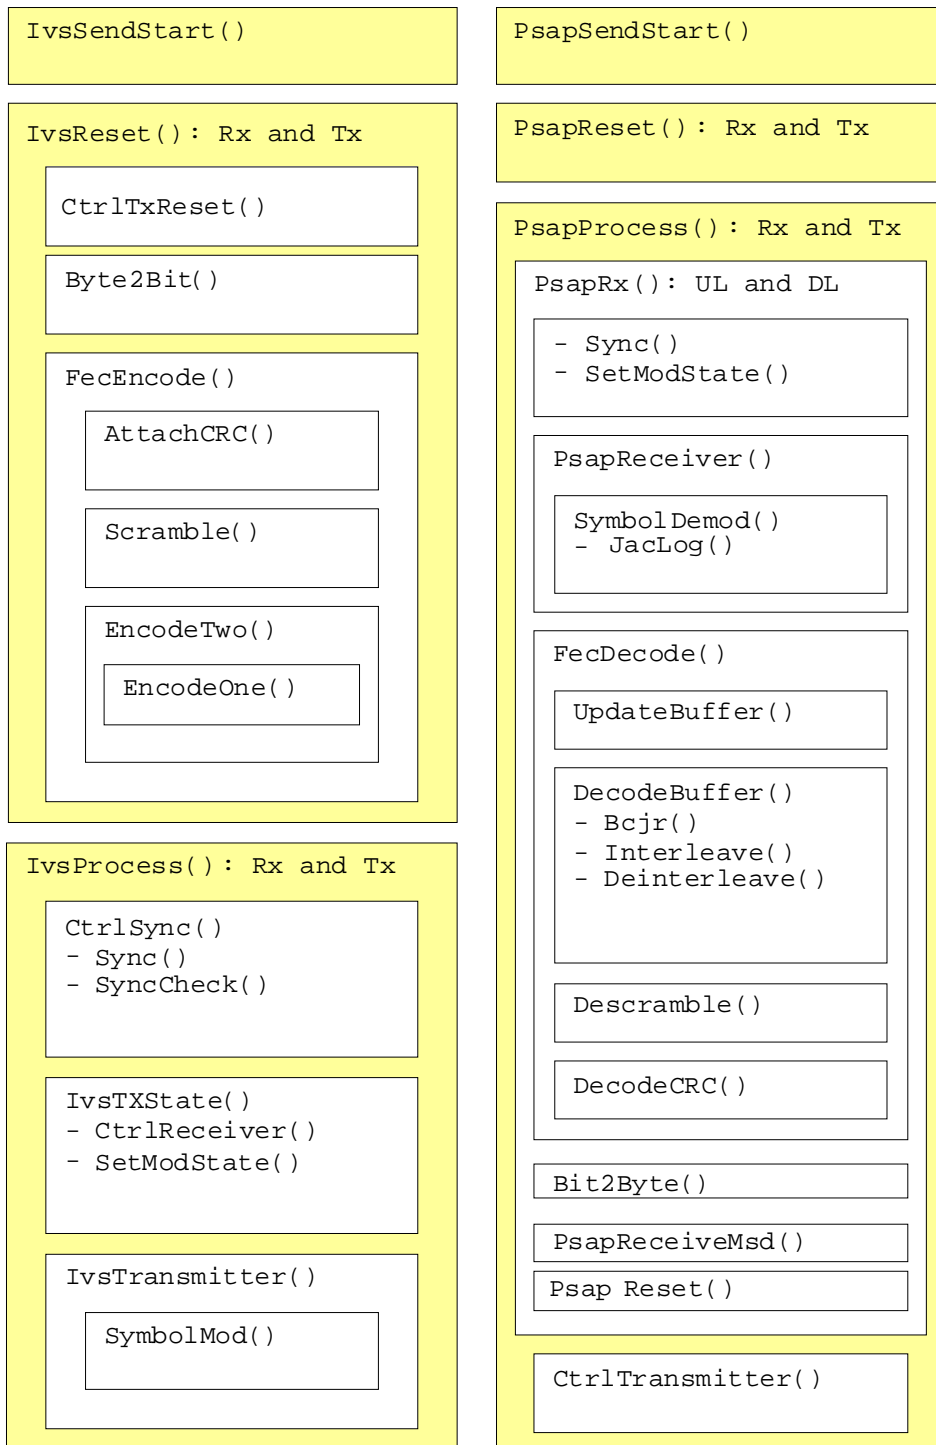 IvsSendStart()
IvsReset(): Rx and Tx
CtrlTxReset()
Byte2Bit()
FecEncode()
AttachCRC()
Scramble()
EncodeTwo()
EncodeOne()
IvsProcess(): Rx and Tx
CtrlSync()
- Sync()
- SyncCheck()
IvsTXState()
- CtrlReceiver()
- SetModState()
IvsTransmitter()
SymbolMod()
PsapSendStart()
PsapReset(): Rx and Tx
PsapProcess(): Rx and Tx
PsapRx(): UL and DL
- Sync()
- SetModState()
PsapReceiver()
SymbolDemod()
- JacLog()
FecDecode()
UpdateBuffer()
DecodeBuffer()
- Bcjr()
- Interleave()
- Deinterleave()
Descramble()
DecodeCRC()
Bit2Byte()
PsapReceiveMsd()
Psap Reset()
CtrlTransmitter()